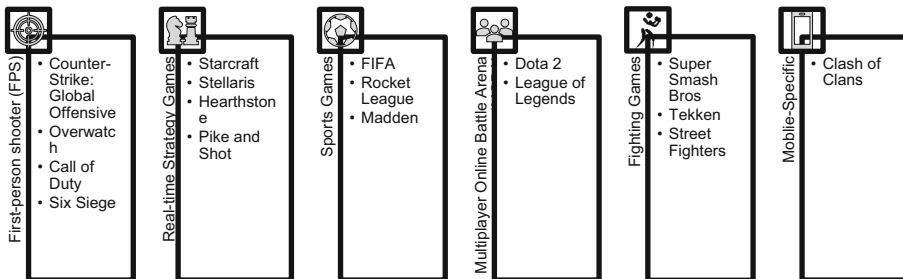 First-person shooter (FPS)
• Counter-
Strike:
Global
Offensive
• Overwatc
h
• Call of
Duty
• Six Siege
Real-time Strategy Games
• Starcraft
• Stellaris
• Hearthston
e
• Pike and
Shot
Sports Games
• FIFA
• Rocket
League
• Madden
Multiplayer Online Battle Arena
• Dota 2
• League of
Legends
Fighting Games
• Super
Smash
Bros
• Tekken
• Street
Fighters
Moblie-Specific
• Clash of
Clans